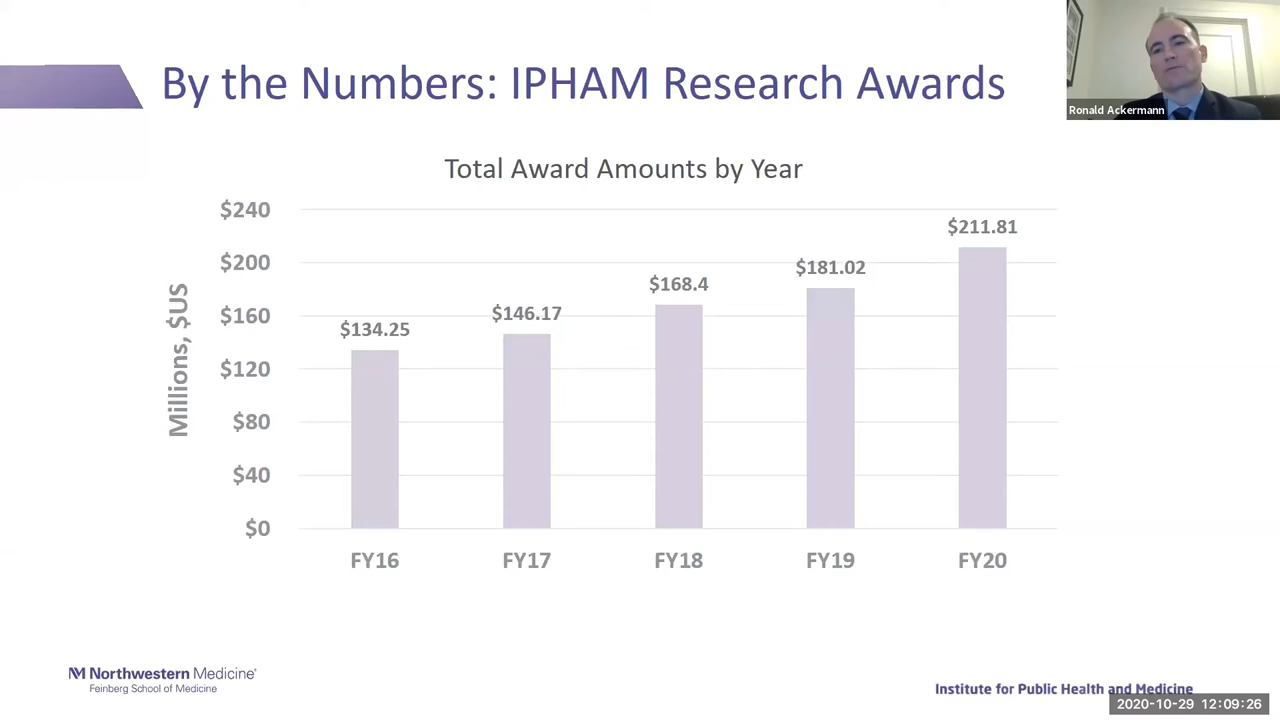 By the Numbers: IPHAM Research Awards
Ronald Ackermann
Total Award Amounts by Year
Millions, $US
$240
$200
$160
$120
$80
$40
$0
$134.25
$146.17
$168.4
$181.02
$211.81
FY16 FY17 FY18 FY19 FY20
NM Northwestern Medicine®
Feinberg School of Medicine
Institute for Public Health and Medicine
2020-10-29 12:09:26